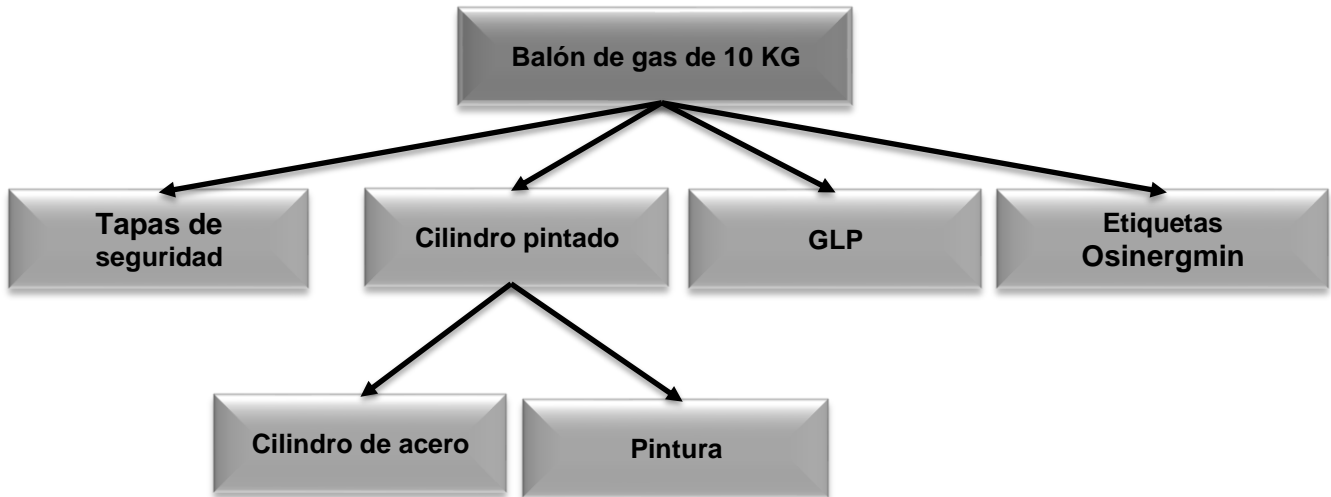 Balón de gas de 10 KG
Tapas de
seguridad
Cilindro pintado
GLP
Etiquetas
Osinergmin
Cilindro de acero
Pintura